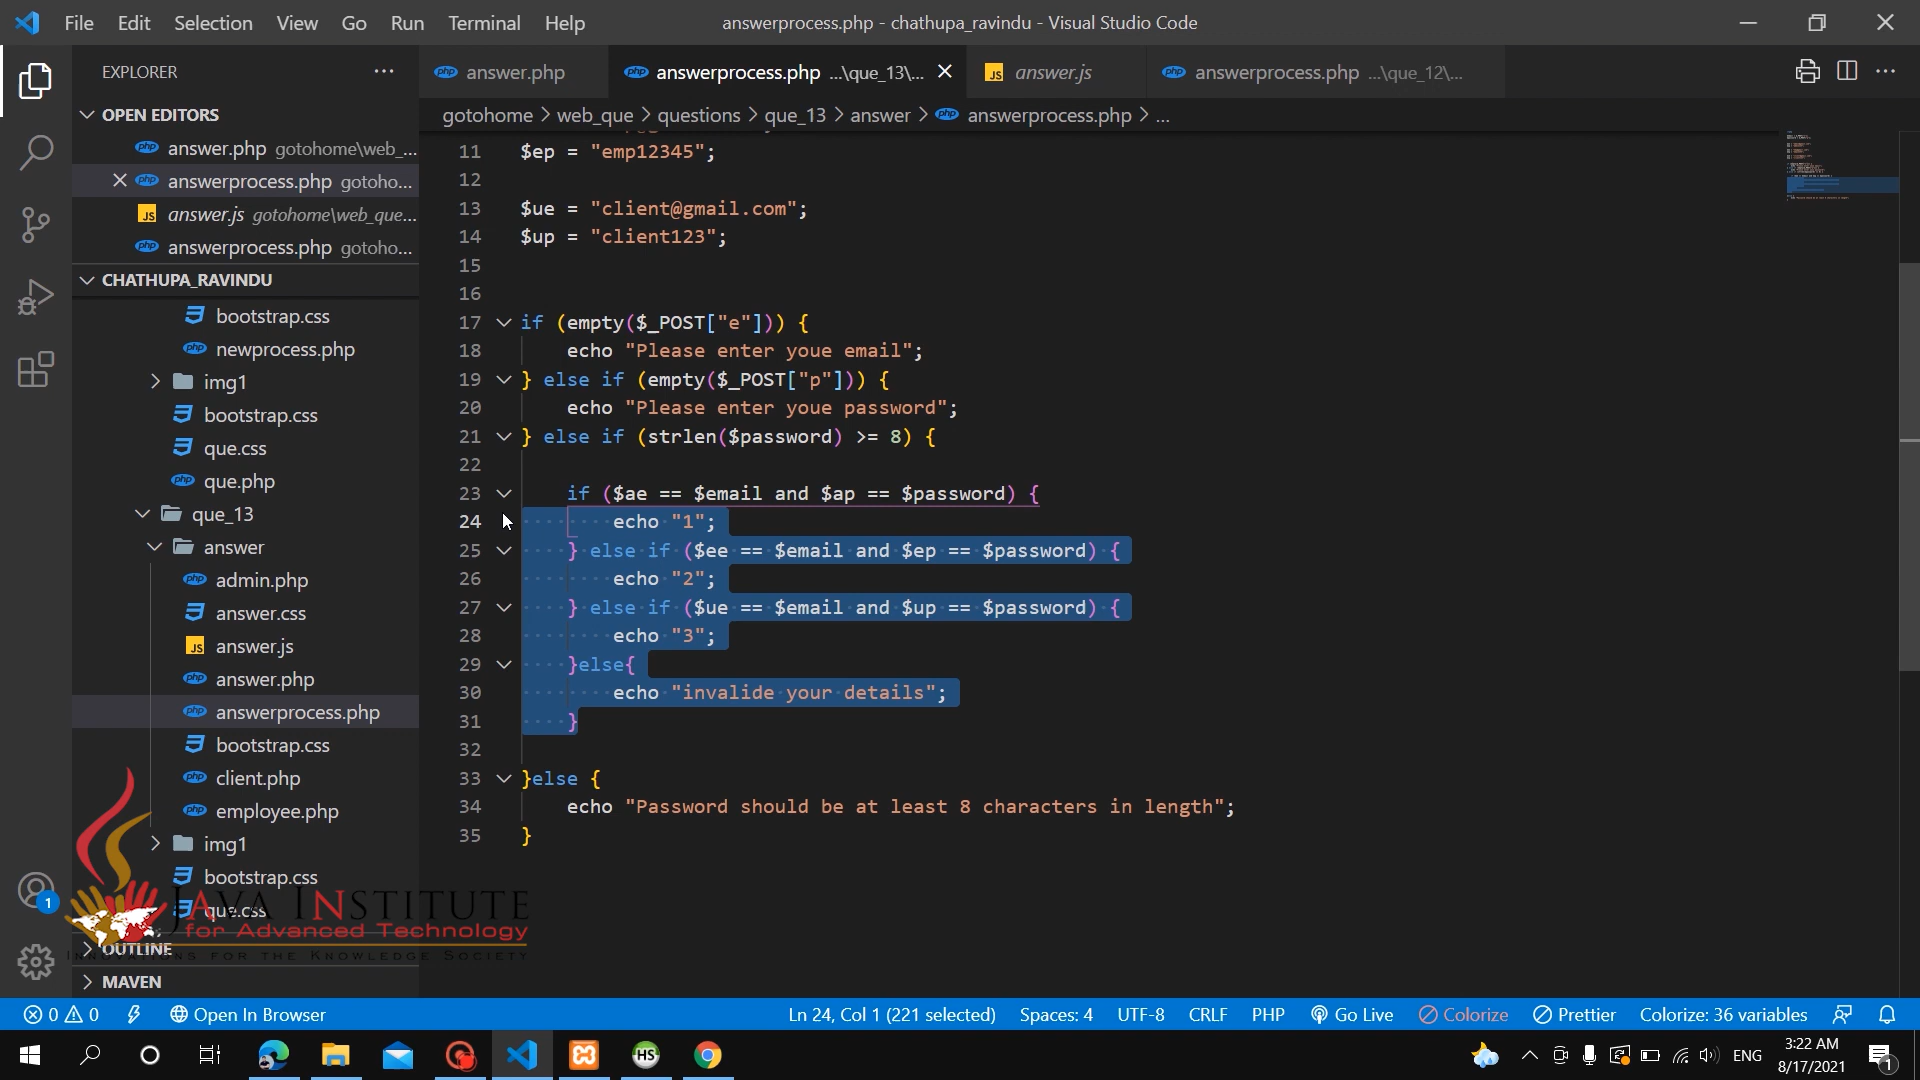 File Edit Selection View Go Run Terminal Help
answerprocess.php - chathupa_ravindu - Visual Studio Code
EXPLORER
answer.php
answerprocess.php ...\que_13\...
answer.js
answerprocess.php ...\que_12\...
gotohome > web_que > questions > que_13 > answer > answerprocess.php > ...
OPEN EDITORS
answer.php gotohome\web_...
answerprocess.php gotoho...
answer.js gotohome\web_que...
answerprocess.php gotoho...
CHATHUPA_RAVINDU
bootstrap.css
newprocess.php
img1
bootstrap.css
que.css
que.php
que_13
answer
admin.php
answer.css
answer.js
answer.php
answerprocess.php
bootstrap.css
client.php
employee.php
img1
bootstrap.css
que.css
OUTLINE
MAVEN
11 $ep = "emp12345";
12
13 $ue = "client@gmail.com";
14 $up = "client123";
15
16
17 if (empty($_POST["e"])) {
18 echo "Please enter youe email";
19 } else if (empty($_POST["p"])) {
20 echo "Please enter youe password";
21 } else if (strlen($password) >= 8) {
22
23 if ($ae == $email and $ap == $password) {
24 echo "1";
25 } else if ($ee == $email and $ep == $password) {
26 echo "2";
27 } else if ($ue == $email and $up == $password) {
28 echo "3";
29 }else{
30 echo "invalide your details";
31 }
32
33 }else {
34 echo "Password should be at least 8 characters in length";
35 }
JAVA INSTITUTE
for Advanced Technology
INNOVATIONS FOR THE KNOWLEDGE SOCIETY
1
0 0 Open In Browser
Ln 24, Col 1 (221 selected) Spaces: 4 UTF-8 CRLF PHP Go Live Colorize Prettier Colorize: 36 variables
HS
ENG
3:22 AM
8/17/2021
1